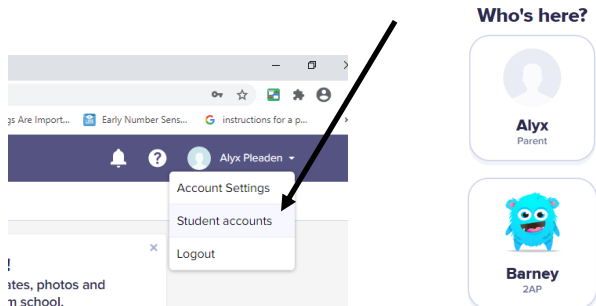 Who's here?
Alyx
Parent
gs Are Import... Early Number Sens... G instructions for a p...
? Alyx Pleaden
Account Settings
Student accounts
Logout
!
ates, photos and
m school.
Barney
2AP